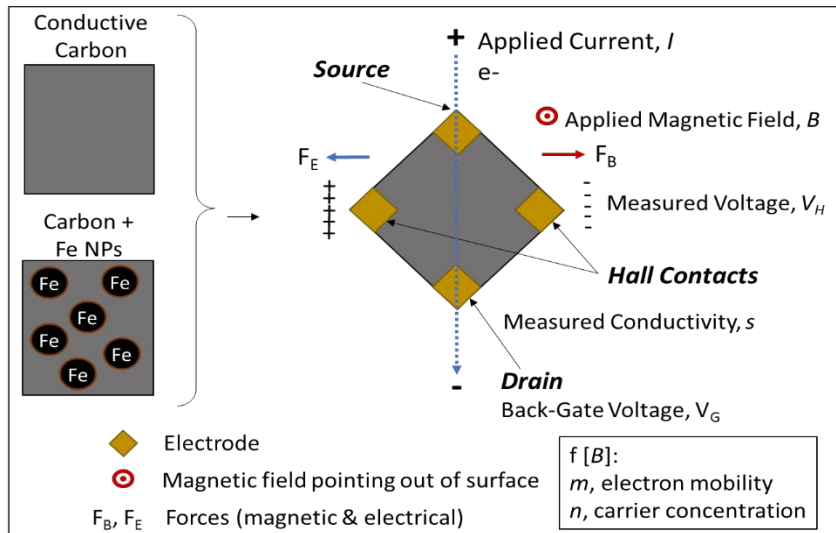 Conductive
Carbon
Carbon +
Fe NPs
Fe
Fe
Fe
Fe
Fe
Fe
+
Applied Current, I
e-
Source
Applied Magnetic Field, B
F_E
F_B
+
+
+
+
+
-
-
-
-
-
Measured Voltage, V_H
Hall Contacts
Measured Conductivity, s
-
Drain
Back-Gate Voltage, V_G
Electrode
Magnetic field pointing out of surface
F_B, F_E Forces (magnetic & electrical)
f [B]:
m, electron mobility
n, carrier concentration